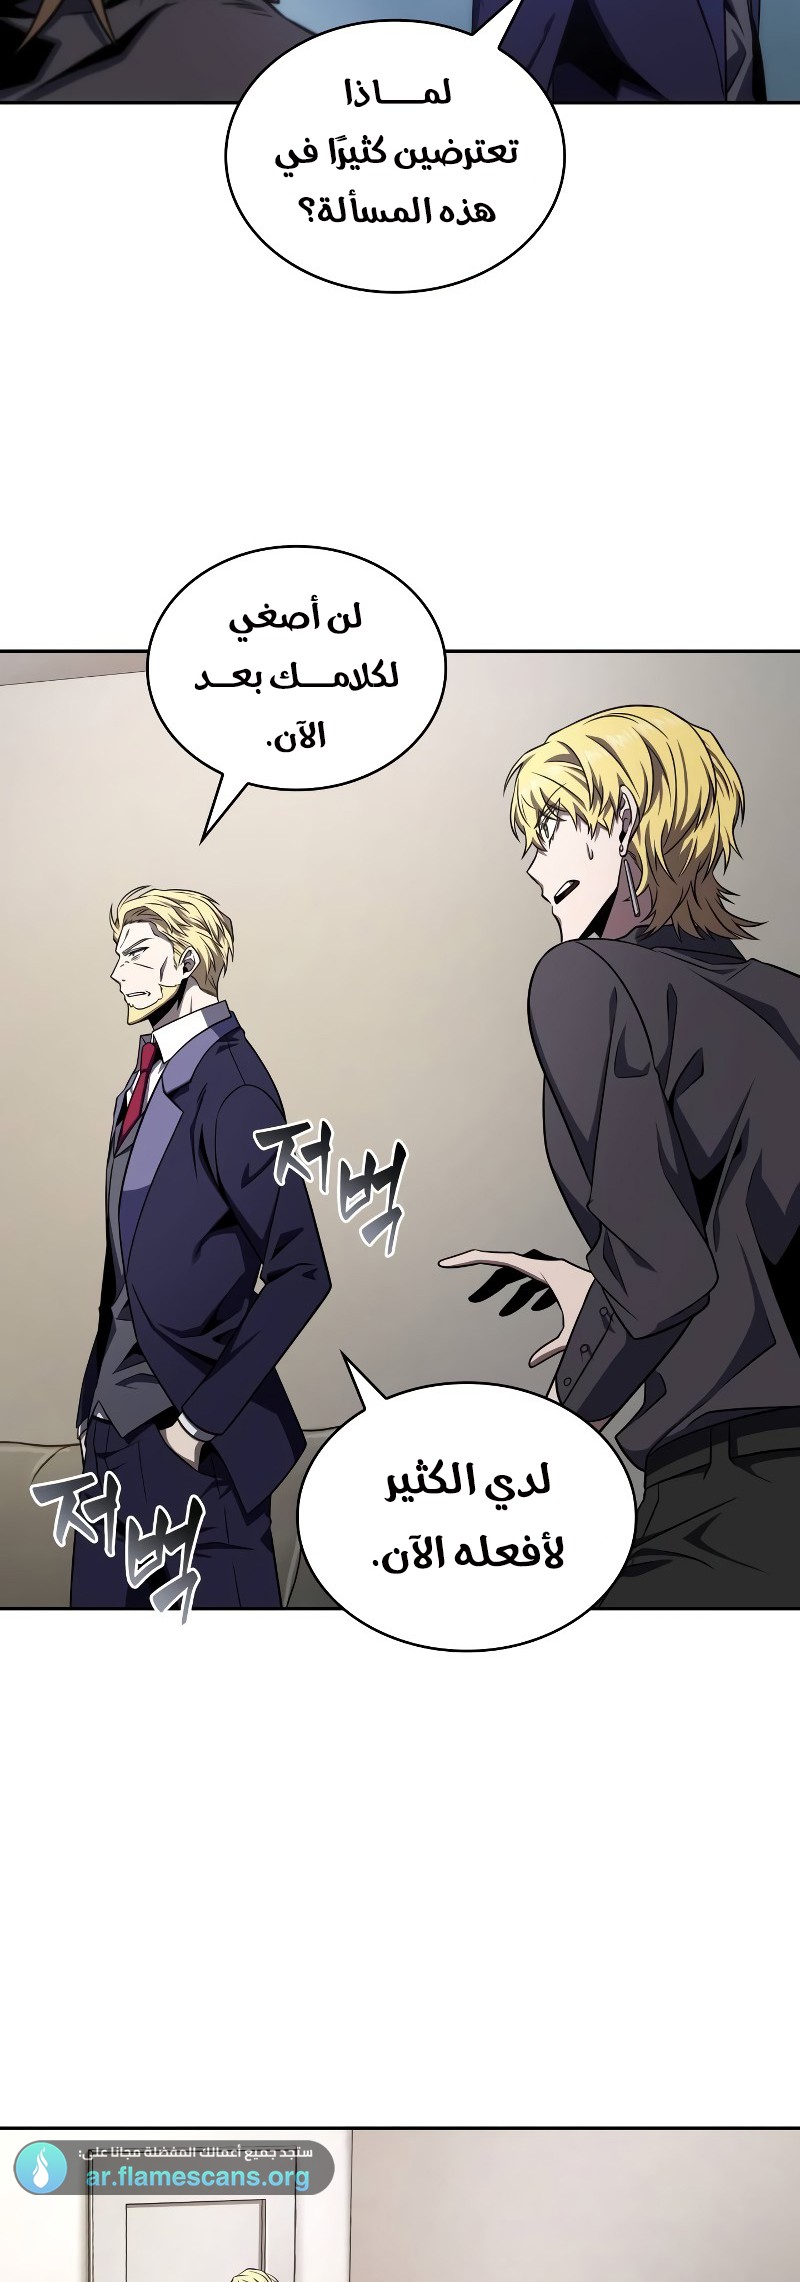 لمـــاذا
تعترضين كثيرًا في
هذه المسألة؟
لن أصغي
لكلامـــك بعـــد
الآن.
저벅
لدي الكثير
لأفعله الآن.
저벅
ستجد جميع أعمالك المفضلة مجانا على:
ar.flamescans.org